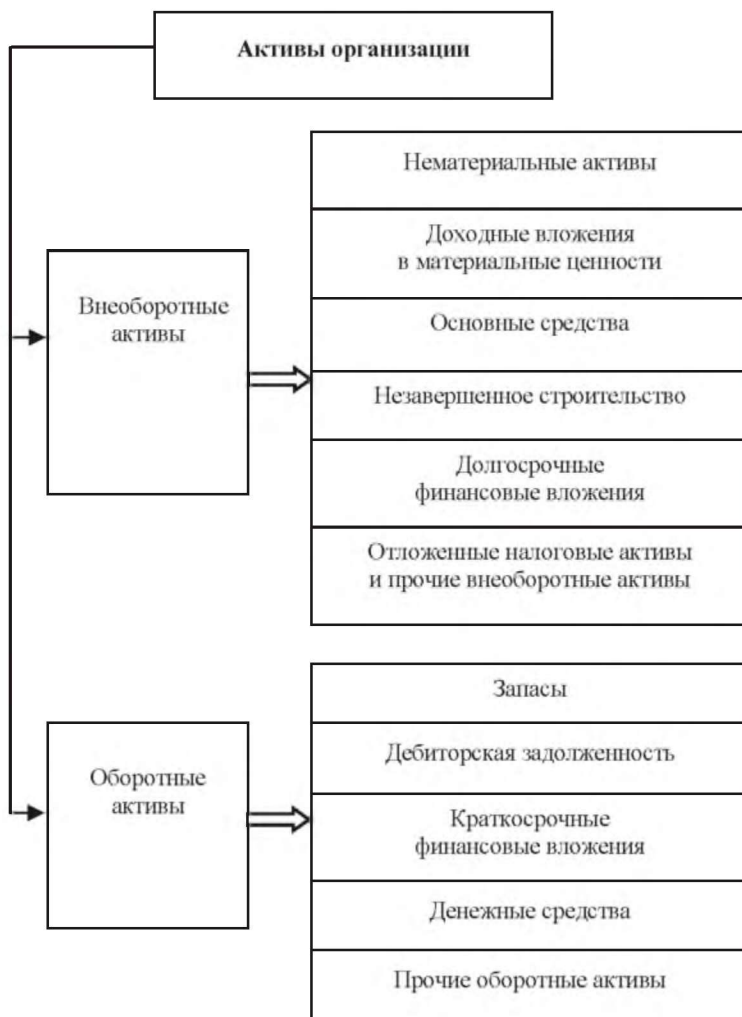 Активы организации
Нематериальные активы
Доходные вложения
в материальные ценности
Внеоборотные
активы
Основные средства
Незавершенное строительство
Долгосрочные
финансовые вложения
Отложенные налоговые активы
и прочие внеоборотные активы
Запасы
Оборотные
активы
Дебиторская задолженность
Краткосрочные
финансовые вложения
Денежные средства
Прочие оборотные активы